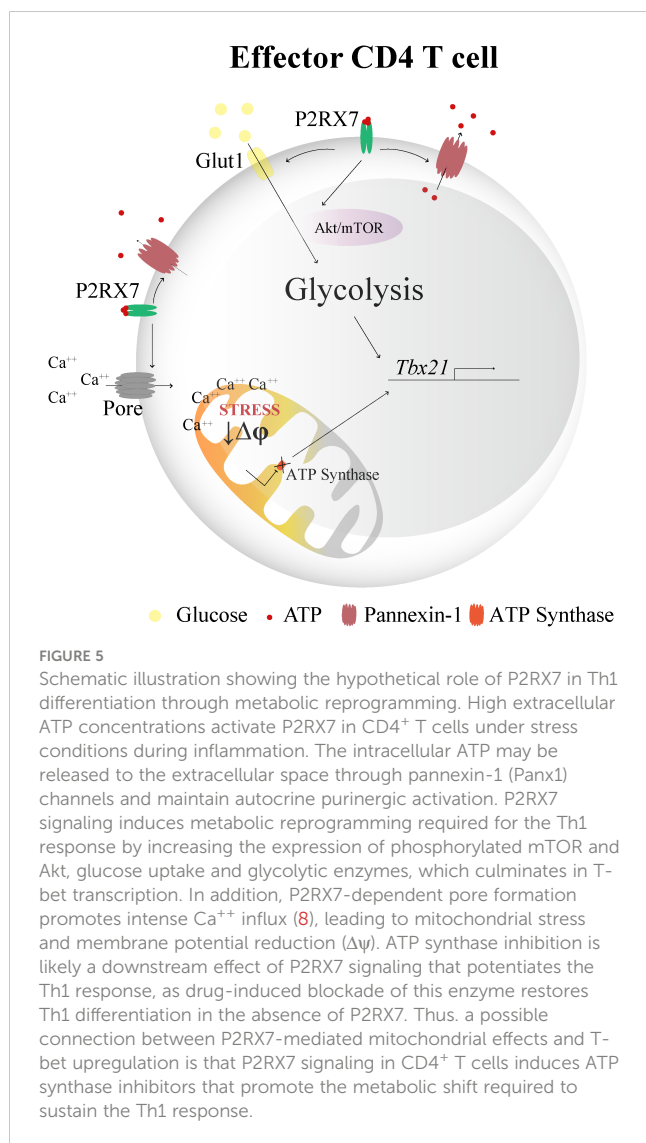 Effector CD4 T cell
P2RX7
Glut1
Akt/mTOR
Glycolysis
P2RX7
Tbx21
Ca⁺⁺
Ca⁺⁺
Ca⁺⁺
Pore
Ca⁺⁺ Ca⁺⁺
Ca⁺⁺
STRESS
Ca⁺⁺
↓Δφ
ATP Synthase
Glucose ATP Pannexin-1 ATP Synthase
FIGURE 5
Schematic illustration showing the hypothetical role of P2RX7 in Th1
differentiation through metabolic reprogramming. High extracellular
ATP concentrations activate P2RX7 in CD4⁺ T cells under stress
conditions during inflammation. The intracellular ATP may be
released to the extracellular space through pannexin-1 (Panx1)
channels and maintain autocrine purinergic activation. P2RX7
signaling induces metabolic reprogramming required for the Th1
response by increasing the expression of phosphorylated mTOR and
Akt, glucose uptake and glycolytic enzymes, which culminates in T-
bet transcription. In addition, P2RX7-dependent pore formation
promotes intense Ca⁺⁺ influx (8), leading to mitochondrial stress
and membrane potential reduction (Δψ). ATP synthase inhibition is
likely a downstream effect of P2RX7 signaling that potentiates the
Th1 response, as drug-induced blockade of this enzyme restores
Th1 differentiation in the absence of P2RX7. Thus. a possible
connection between P2RX7-mediated mitochondrial effects and T-
bet upregulation is that P2RX7 signaling in CD4⁺ T cells induces ATP
synthase inhibitors that promote the metabolic shift required to
sustain the Th1 response.